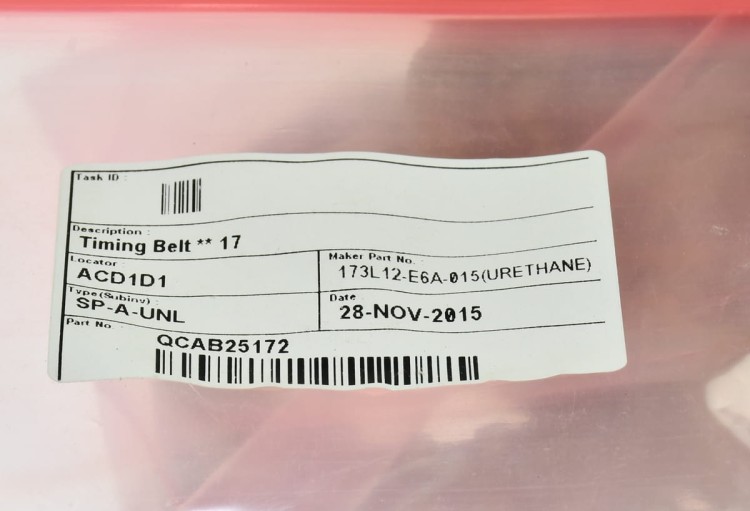 Task ID :
Description :
Timing Belt ** 17
Locator
ACD1D1
Maker Part No.
173L12-E6A-015(URETHANE)
Type(Subinv) :
SP-A-UNL
Date
28-NOV-2015
Part No.
QCAB25172